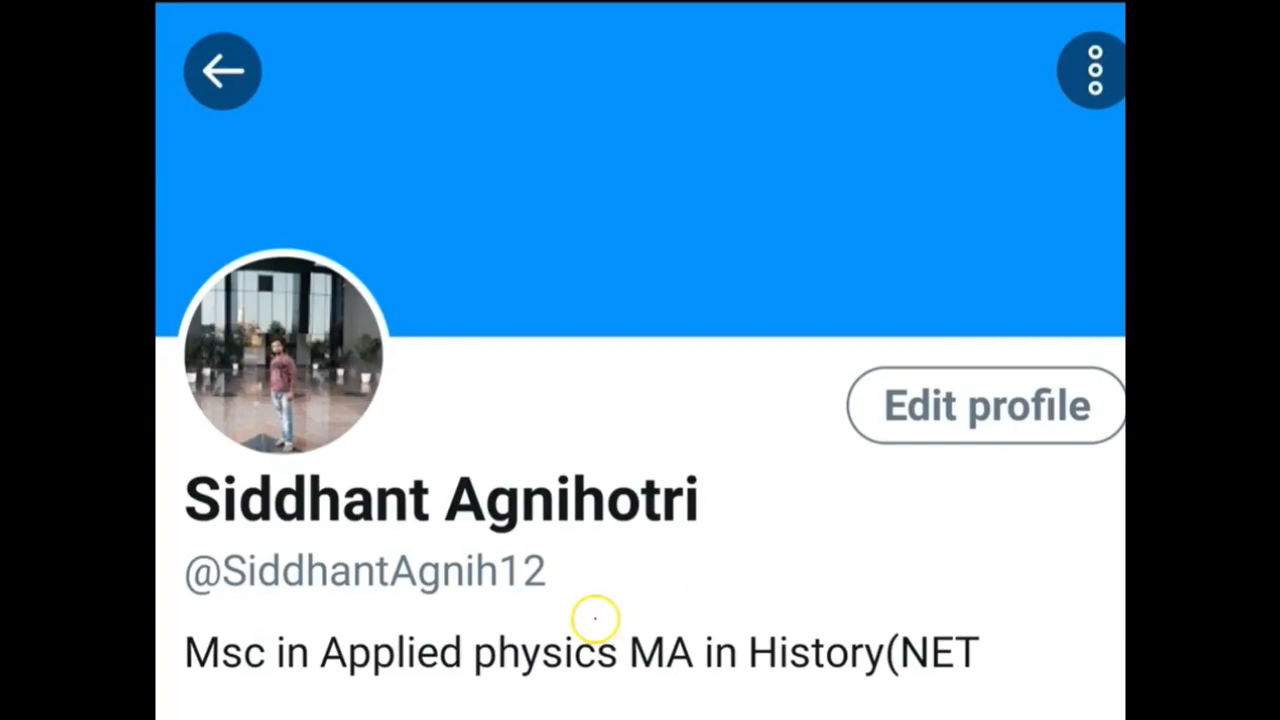 Edit profile
Siddhant Agnihotri
@SiddhantAgnih12
Msc in Applied physics MA in History(NET